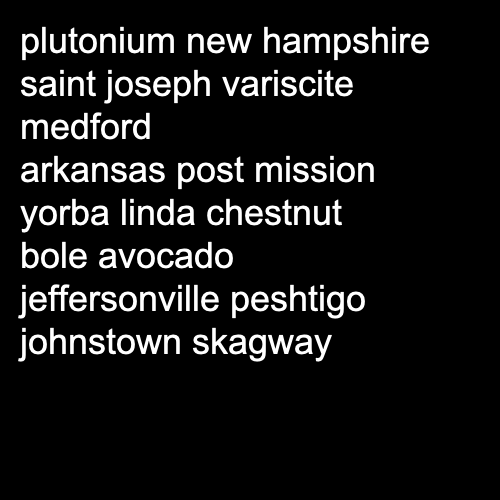 plutonium new hampshire
saint joseph variscite
medford
arkansas post mission
yorba linda chestnut
bole avocado
jeffersonville peshtigo
johnstown skagway